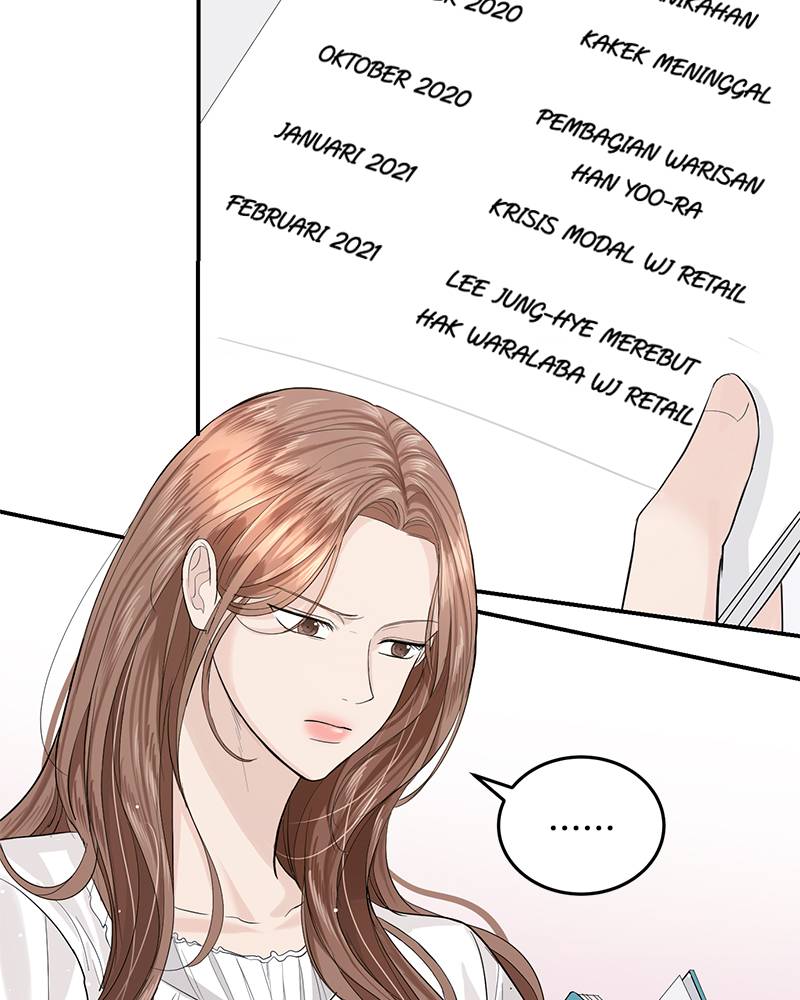 2020
KAKEK MENINGGAL
OKTOBER 2020
PEMBAGIAN WARISAN
HAN YOO-RA
JANUARI 2021
KRISIS MODAL WJ RETAIL
FEBRUARI 2021
LEE JUNG-HYE MEREBUT
HAK WARALABA WJ RETAIL
......